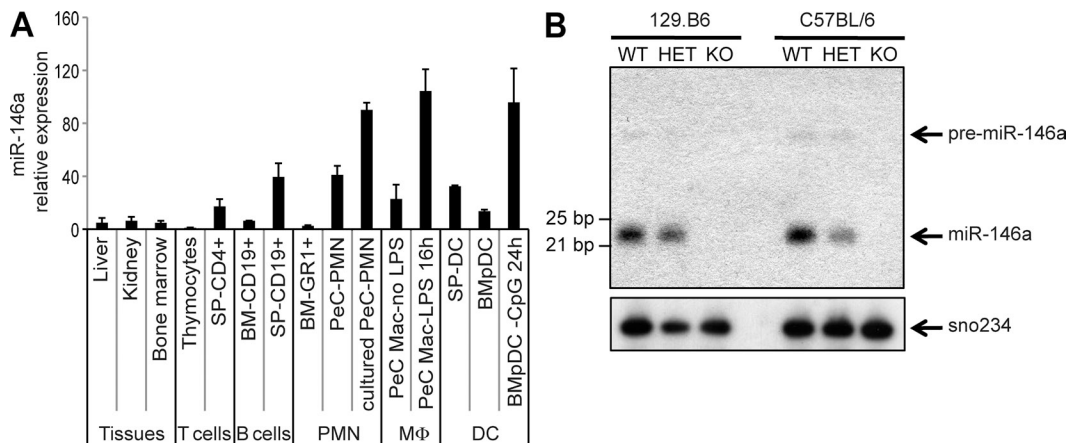 A
miR-146a
relative expression
160
120
80
40
0
Liver
Kidney
Bone marrow
Thymocytes
SP-CD4+
BM-CD19+
SP-CD19+
BM-GR1+
PeC-PMN
cultured PeC-PMN
PeC Mac-no LPS
PeC Mac-LPS 16h
SP-DC
BMpDC
BMpDC -CpG 24h
Tissues
T cells
B cells
PMN
MΦ
DC
B
129.B6
C57BL/6
WT HET KO
WT HET KO
pre-miR-146a
25 bp
21 bp
miR-146a
sno234